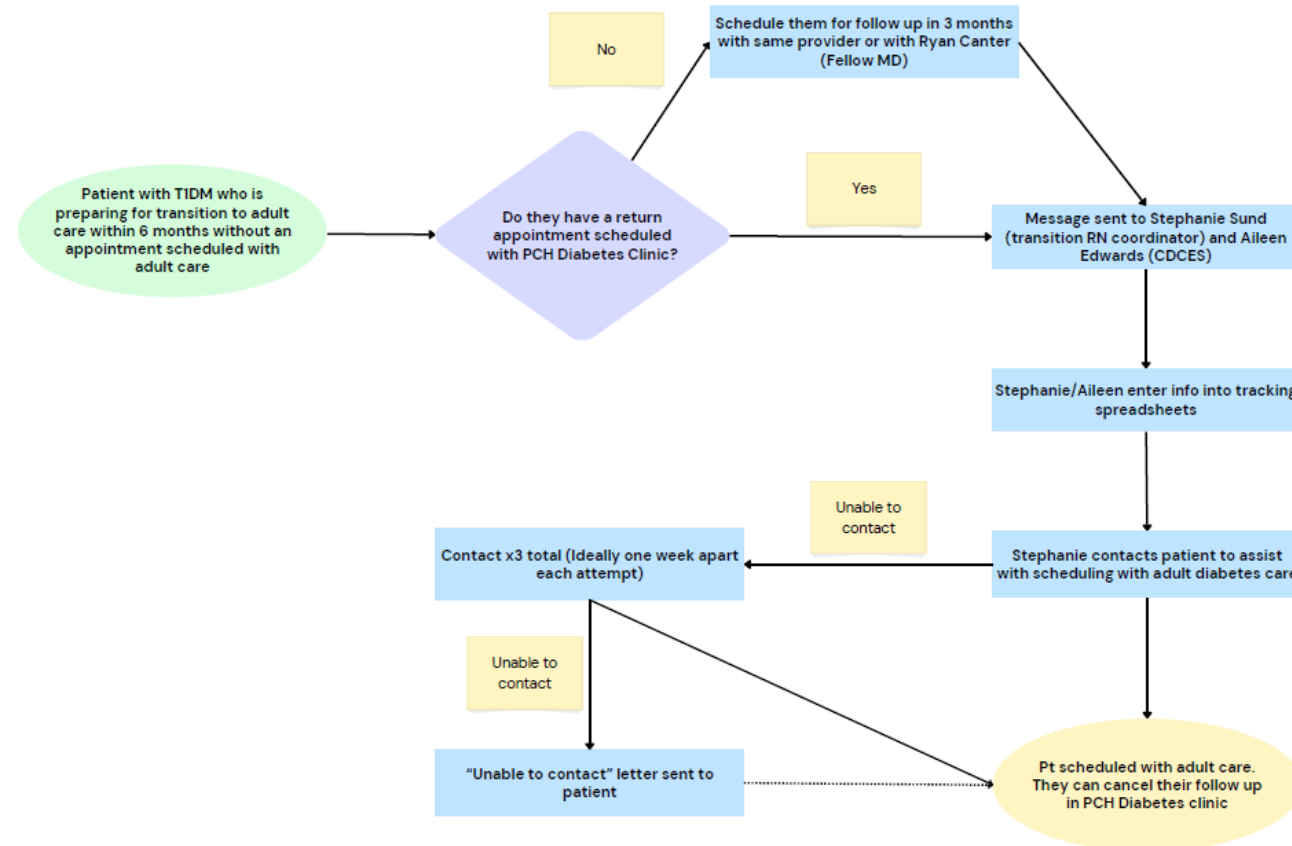 No
Schedule them for follow up in 3 months
with same provider or with Ryan Canter
(Fellow MD)
Patient with T1DM who is
preparing for transition to adult
care within 6 months without an
appointment scheduled with
adult care
Do they have a return
appointment scheduled
with PCH Diabetes Clinic?
Yes
Message sent to Stephanie Sund
(transition RN coordinator) and Aileen
Edwards (CDCES)
Stephanie/Aileen enter info into tracking
spreadsheets
Unable to
contact
Contact x3 total (Ideally one week apart
each attempt)
Stephanie contacts patient to assist
with scheduling with adult diabetes care
Unable to
contact
“Unable to contact” letter sent to
patient
Pt scheduled with adult care.
They can cancel their follow up
in PCH Diabetes clinic